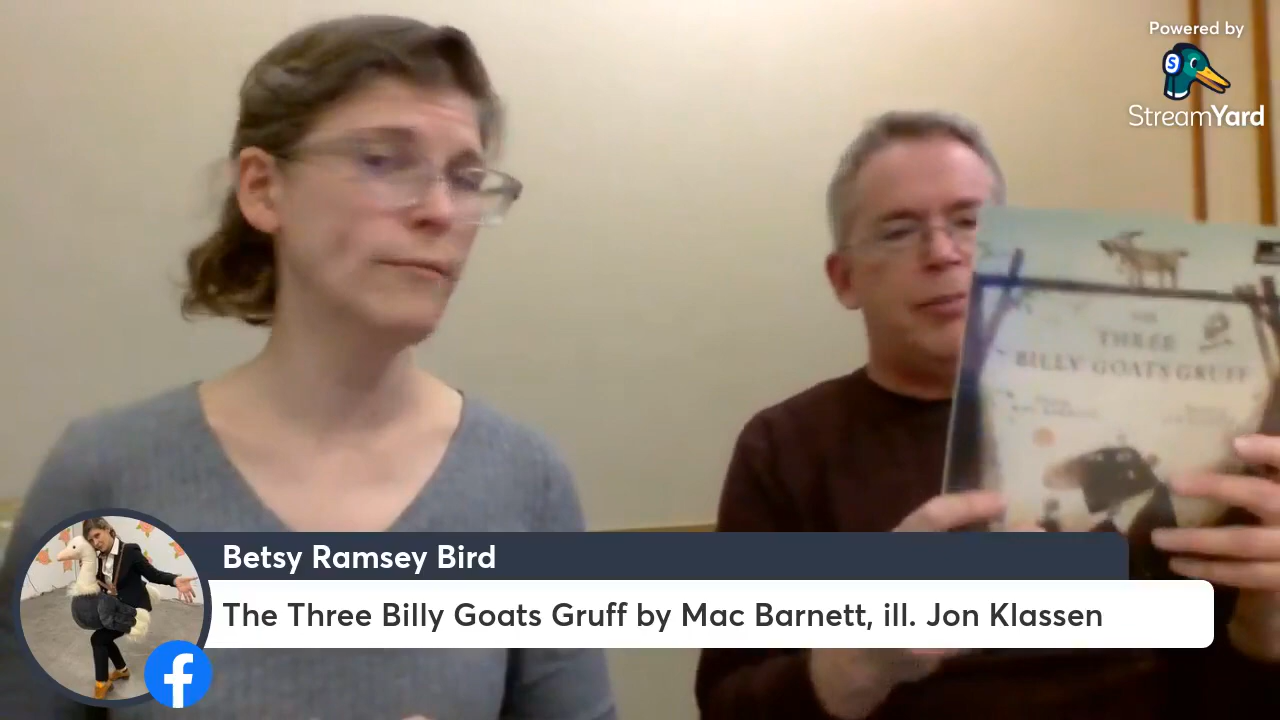 Powered by
S
StreamYard
THE
THREE
BILLY GOATS GRUFF
Betsy Ramsey Bird
The Three Billy Goats Gruff by Mac Barnett, ill. Jon Klassen